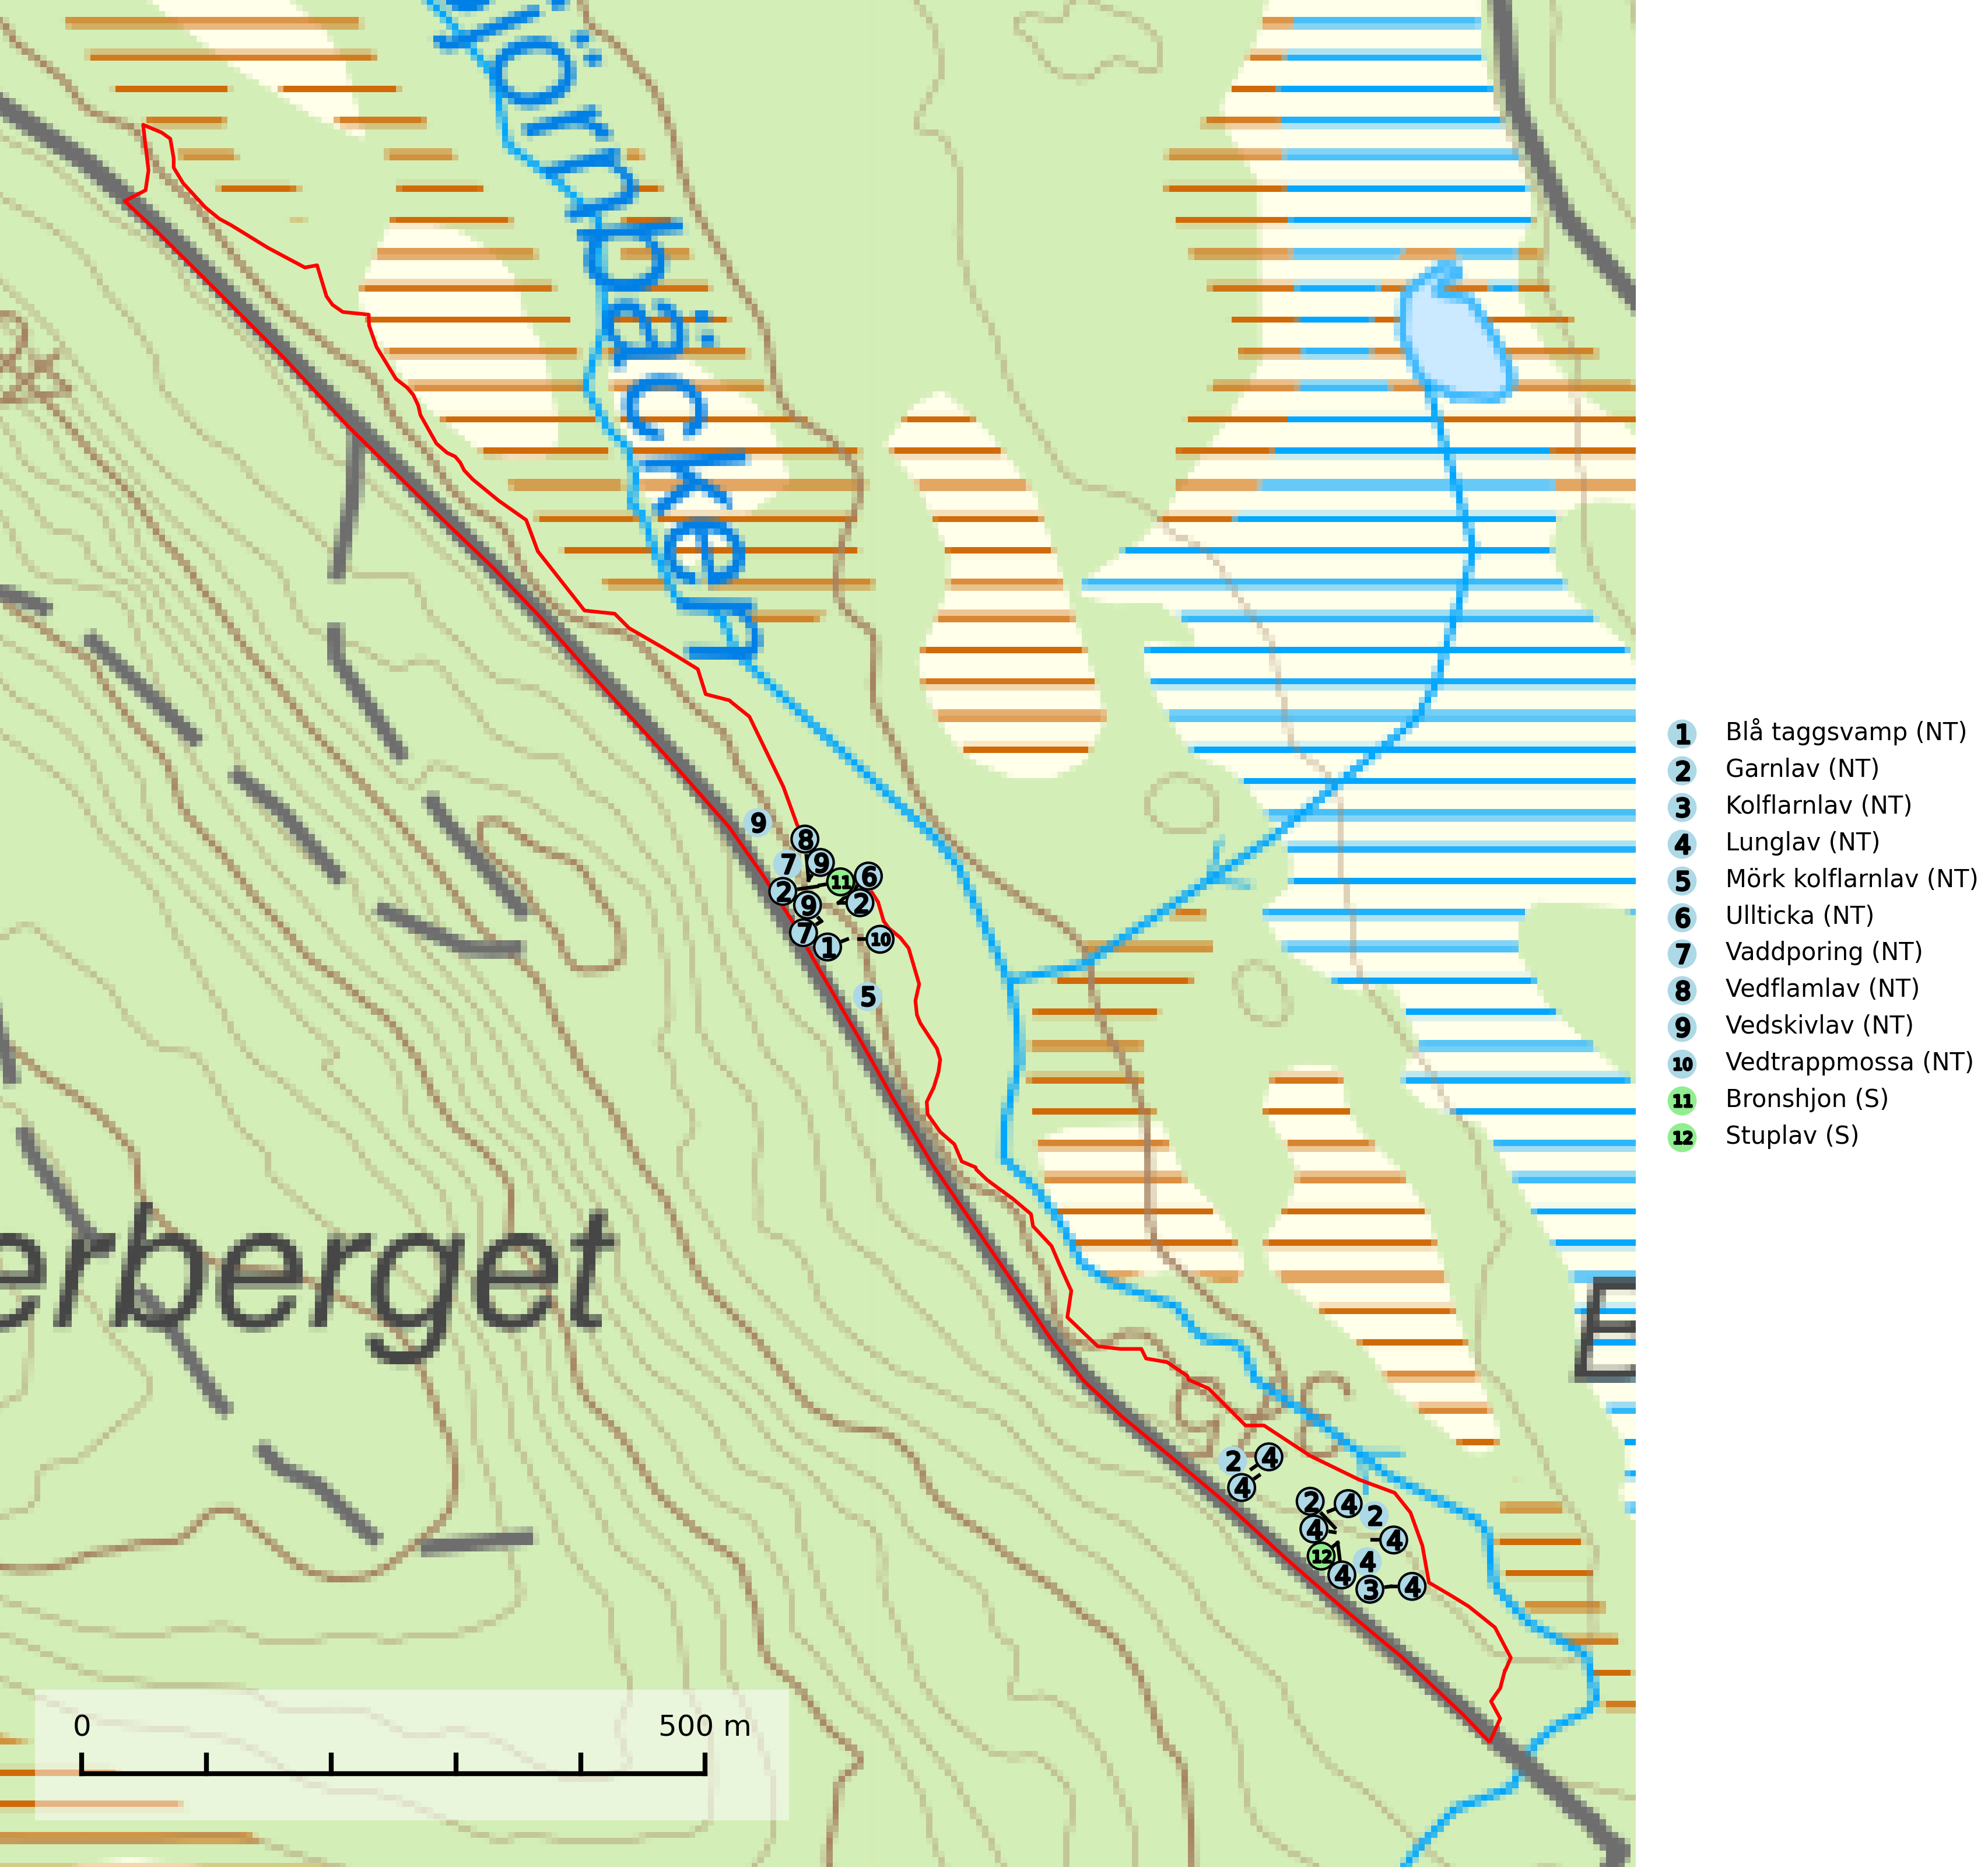 jörnbäcken
erberget
E
9
8
7
9
11
6
2
9
2
7
1
10
5
2
4
4
2
4
2
4
4
12
4
4
3
4
0 500 m
1 Blå taggsvamp (NT)
2 Garnlav (NT)
3 Kolflarnlav (NT)
4 Lunglav (NT)
5 Mörk kolflarnlav (NT)
6 Ullticka (NT)
7 Vaddporing (NT)
8 Vedflamlav (NT)
9 Vedskivlav (NT)
10 Vedtrappmossa (NT)
11 Bronshjon (S)
12 Stuplav (S)